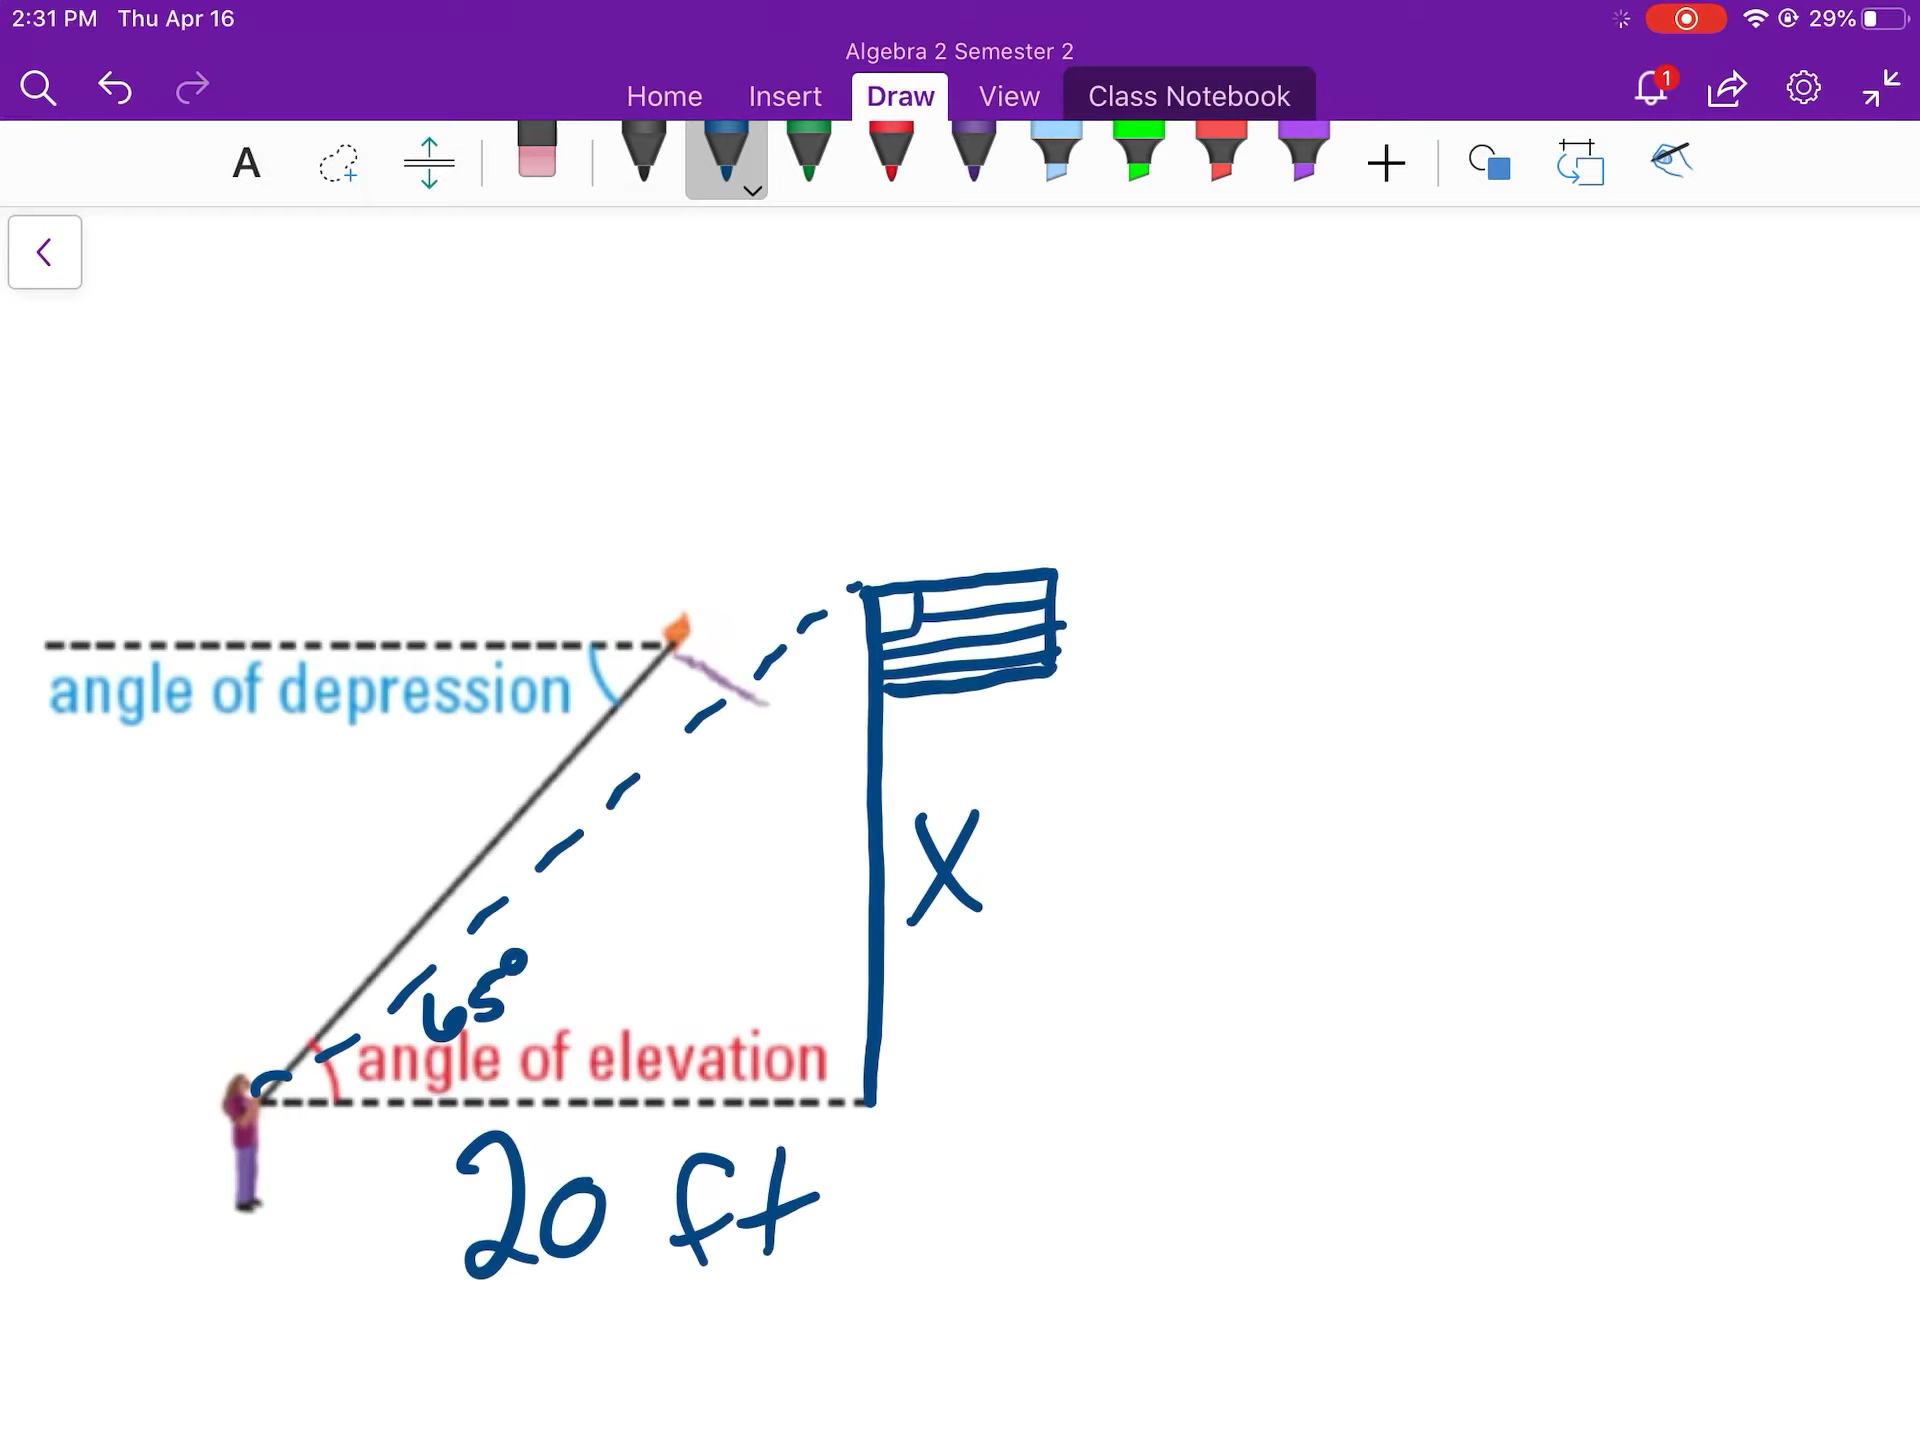 2:31 PM Thu Apr 16
29%
Algebra 2 Semester 2
Home Insert Draw View Class Notebook
1
A
angle of depression
X
65°
angle of elevation
20 ft